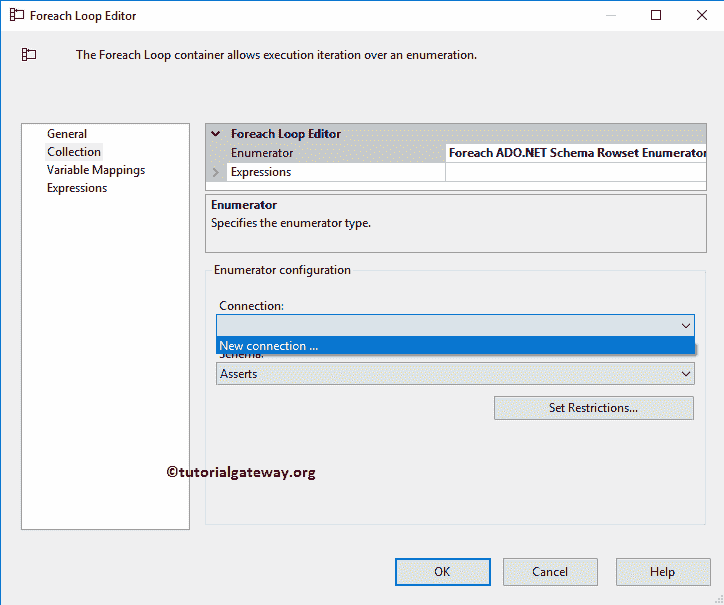 Foreach Loop Editor
The Foreach Loop container allows execution iteration over an enumeration.
General
Collection
Variable Mappings
Expressions
Foreach Loop Editor
Enumerator Foreach ADO.NET Schema Rowset Enumerator
Expressions
Enumerator
Specifies the enumerator type.
Enumerator configuration
Connection:
New connection ...
Schema:
Asserts
Set Restrictions...
©tutorialgateway.org
OK Cancel Help